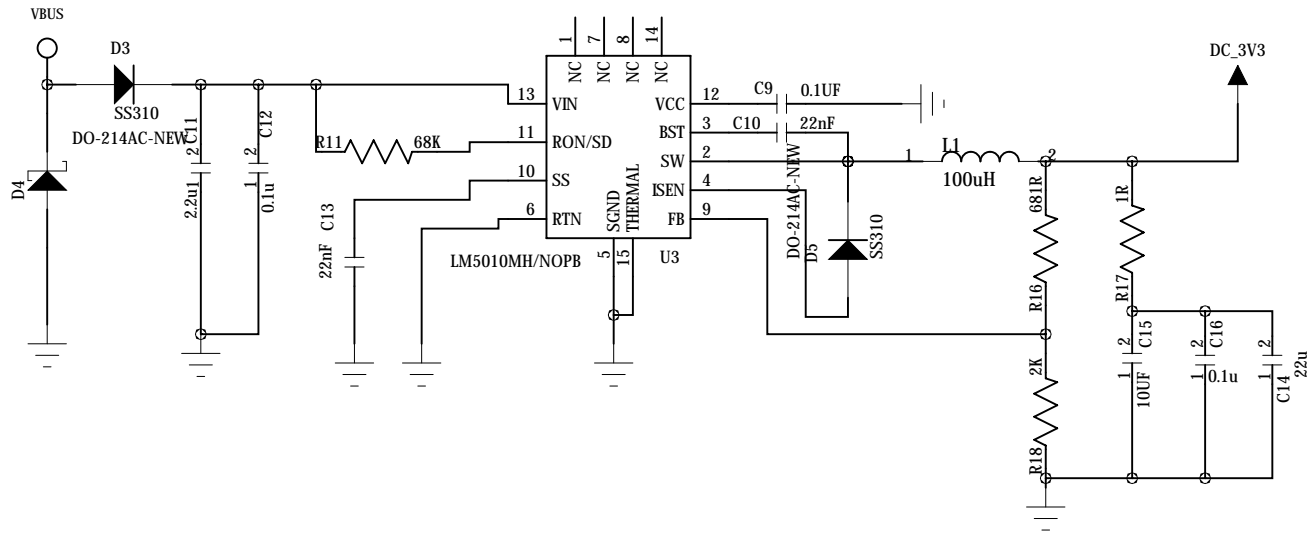 VBUS
D3
SS310
DO-214AC-NEW
D4
C11
2
1
2.2u
C12
2
1
0.1u
R11
68K
C13
22nF
1
NC
7
NC
8
NC
14
NC
13
VIN
11
RON/SD
10
SS
6
RTN
SGND
5
THERMAL
15
VCC
12
BST
3
SW
2
ISEN
4
FB
9
LM5010MH/NOPB
U3
C9
0.1UF
C10
22nF
DO-214AC-NEW
D5
SS310
1
L1
2
100uH
DC_3V3
681R
R16
1R
R17
2K
R18
2
C15
1
10UF
2
C16
1
0.1u
2
1
C14
22u